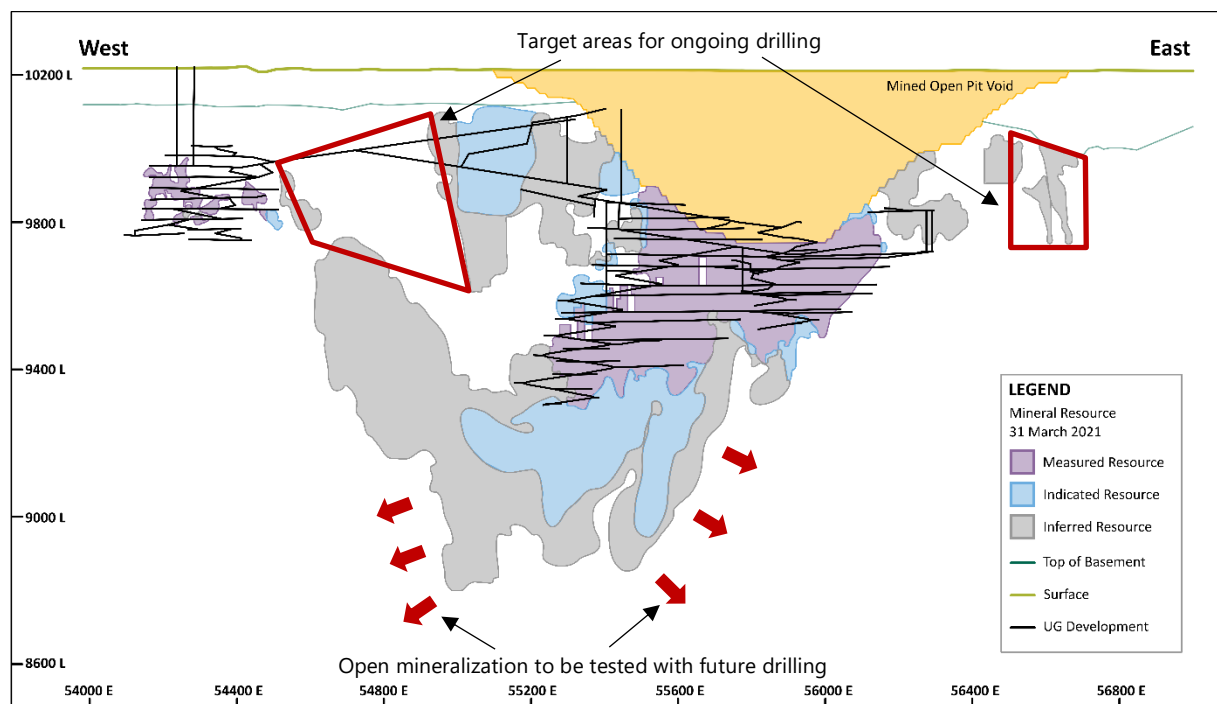 West
Target areas for ongoing drilling
East
10200 L
Mined Open Pit Void
9800 L
9400 L
LEGEND
Mineral Resource
31 March 2021
Measured Resource
Indicated Resource
9000 L
Inferred Resource
Top of Basement
Surface
UG Development
8600 L
Open mineralization to be tested with future drilling
54000 E
54400 E
54800 E
55200 E
55600 E
56000 E
56400 E
56800 E